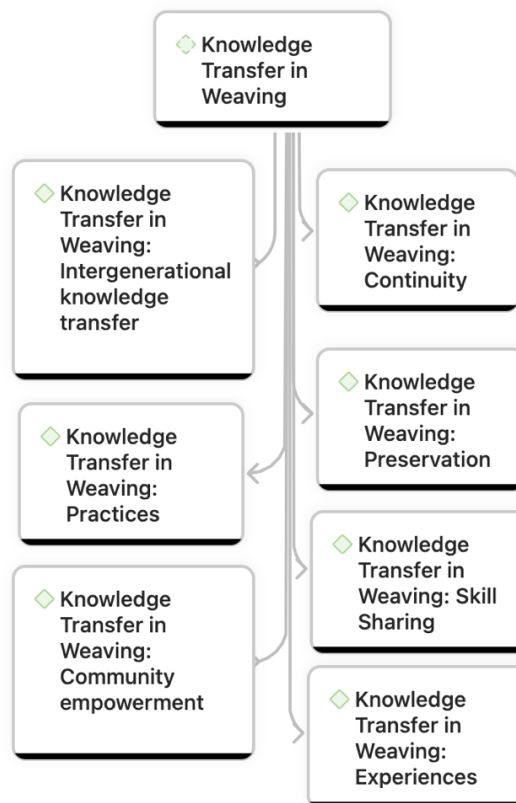 Knowledge
Transfer in
Weaving
Knowledge
Transfer in
Weaving:
Intergenerational
knowledge
transfer
Knowledge
Transfer in
Weaving:
Continuity
Knowledge
Transfer in
Weaving:
Preservation
Knowledge
Transfer in
Weaving:
Practices
Knowledge
Transfer in
Weaving: Skill
Sharing
Knowledge
Transfer in
Weaving:
Community
empowerment
Knowledge
Transfer in
Weaving:
Experiences